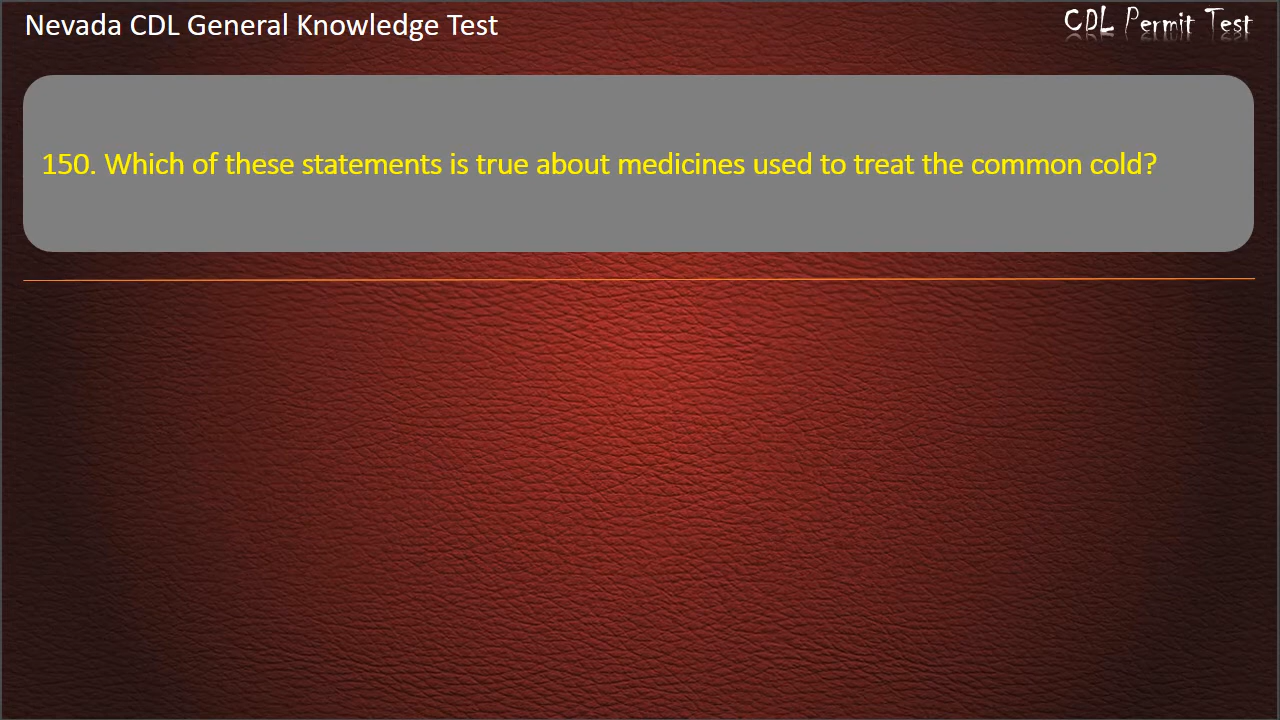 Nevada CDL General Knowledge Test
CDL Permit Test
150. Which of these statements is true about medicines used to treat the common cold?